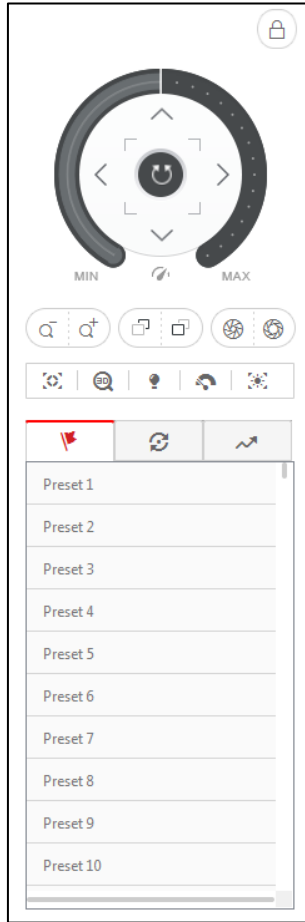 MIN MAX
3D
Preset 1
Preset 2
Preset 3
Preset 4
Preset 5
Preset 6
Preset 7
Preset 8
Preset 9
Preset 10